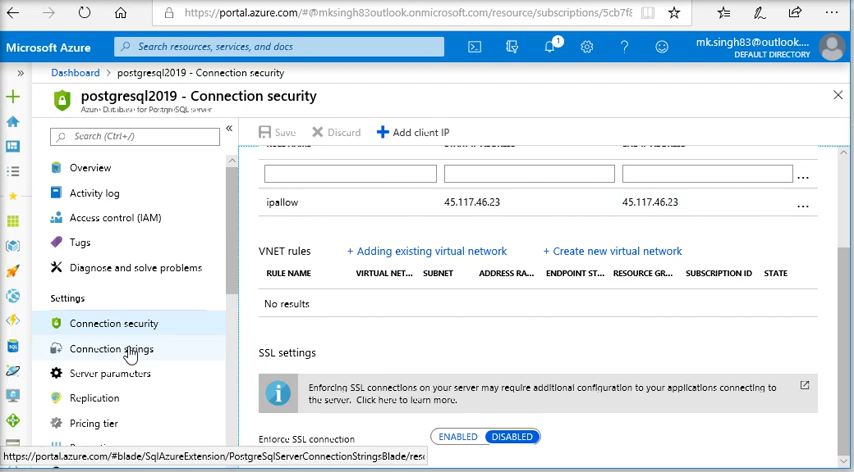 https://portal.azure.com/#@mksingh83outlook.onmicrosoft.com/resource/subscriptions/5cb7f8
Microsoft Azure
Search resources, services, and docs
1
mk.singh83@outlook....
DEFAULT DIRECTORY
Dashboard > postgresql2019 - Connection security
postgresql2019 - Connection security
Azure Database for PostgreSQL server
Search (Ctrl+/)
Save Discard Add client IP
Overview
Activity log
ipallow 45.117.46.23 45.117.46.23
Access control (IAM)
Tags
VNET rules + Adding existing virtual network + Create new virtual network
Diagnose and solve problems
RULE NAME VIRTUAL NET... SUBNET ADDRESS RA... ENDPOINT ST... RESOURCE GR... SUBSCRIPTION ID STATE
Settings
No results
Connection security
Connection strings
SSL settings
Server parameters
Enforcing SSL connections on your server may require additional configuration to your applications connecting to
the server. Click here to learn more.
Replication
Pricing tier
Enforce SSL connection ENABLED DISABLED
https://portal.azure.com/#blade/SqlAzureExtension/PostgreSqlServerConnectionStringsBlade/reso